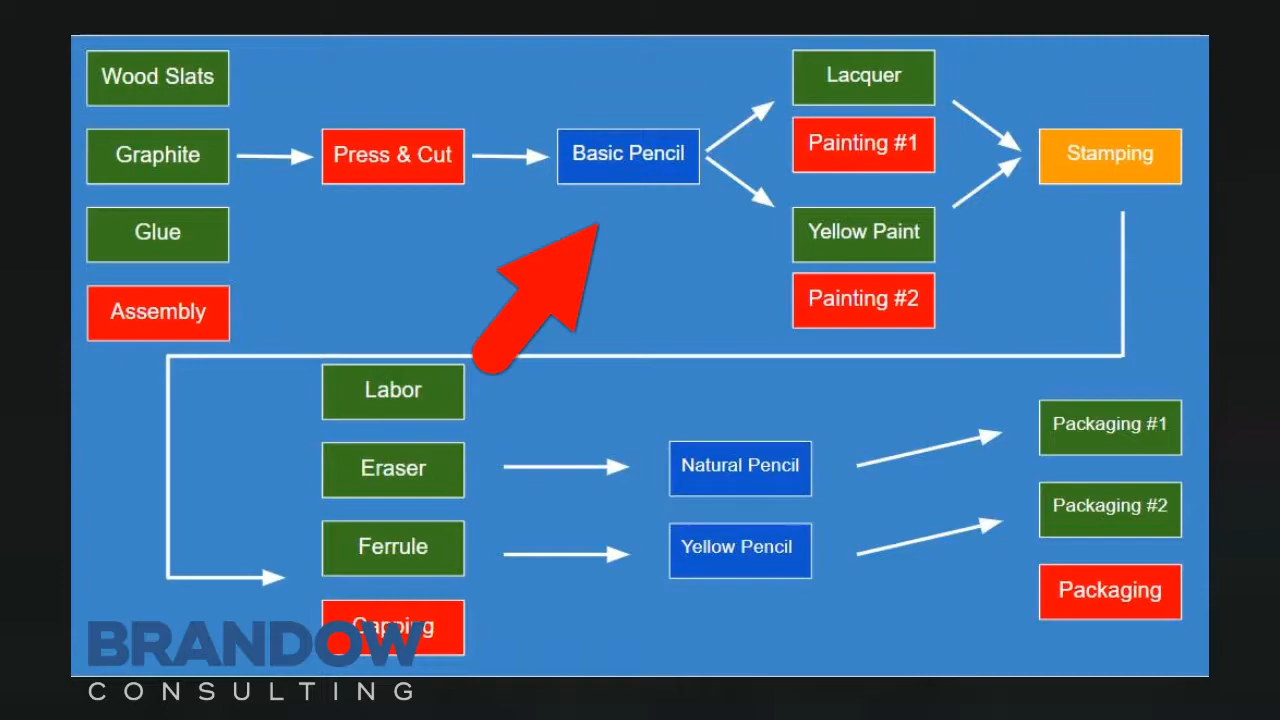 Wood Slats
Graphite
Glue
Assembly
Press & Cut
Basic Pencil
Lacquer
Painting #1
Yellow Paint
Painting #2
Stamping
Labor
Eraser
Ferrule
Capping
Natural Pencil
Yellow Pencil
Packaging #1
Packaging #2
Packaging
BRANDOW
CONSULTING